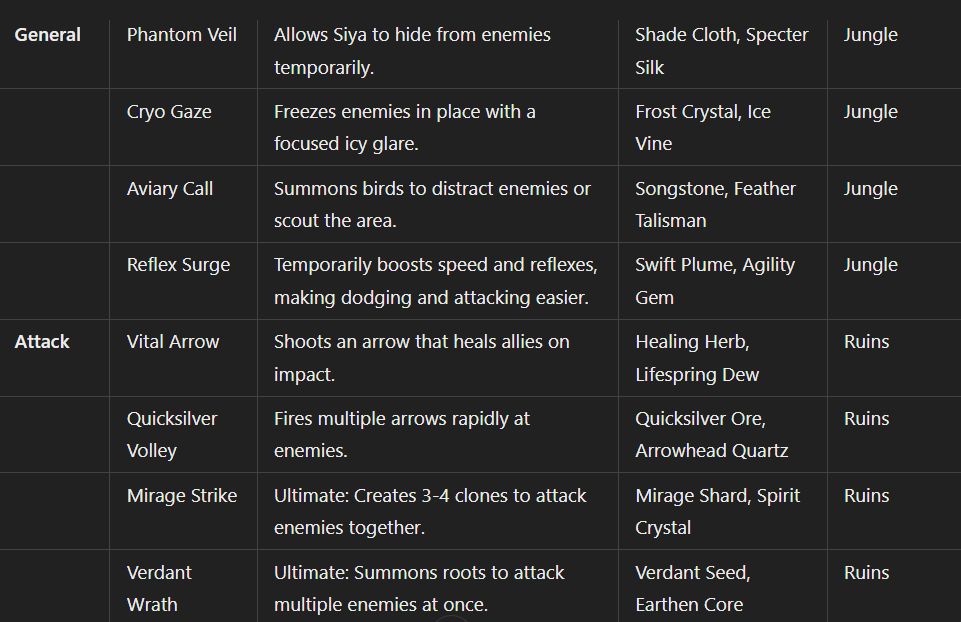 General
Phantom Veil
Allows Siya to hide from enemies
temporarily.
Shade Cloth, Specter
Silk
Jungle
Cryo Gaze
Freezes enemies in place with a
focused icy glare.
Frost Crystal, Ice
Vine
Jungle
Aviary Call
Summons birds to distract enemies or
scout the area.
Songstone, Feather
Talisman
Jungle
Reflex Surge
Temporarily boosts speed and reflexes,
making dodging and attacking easier.
Swift Plume, Agility
Gem
Jungle
Attack
Vital Arrow
Shoots an arrow that heals allies on
impact.
Healing Herb,
Lifespring Dew
Ruins
Quicksilver
Volley
Fires multiple arrows rapidly at
enemies.
Quicksilver Ore,
Arrowhead Quartz
Ruins
Mirage Strike
Ultimate: Creates 3-4 clones to attack
enemies together.
Mirage Shard, Spirit
Crystal
Ruins
Verdant
Wrath
Ultimate: Summons roots to attack
multiple enemies at once.
Verdant Seed,
Earthen Core
Ruins